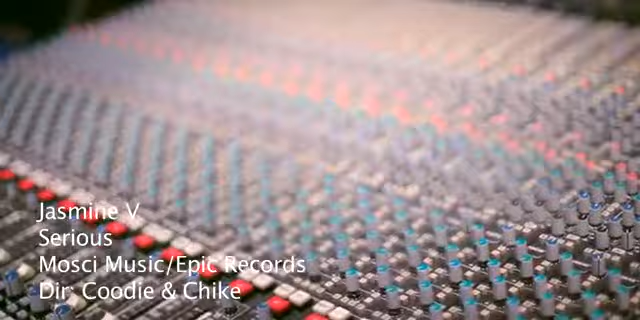 Jasmine V
Serious
Mosci Music/Epic Records
Dir: Coodie & Chike